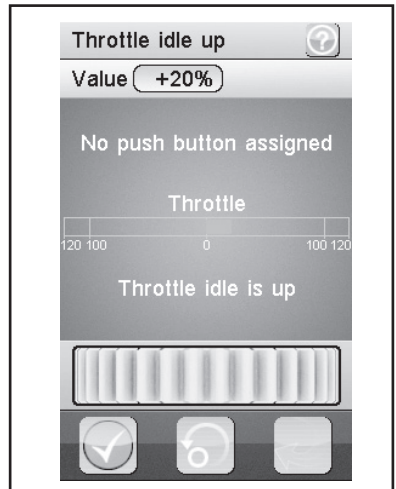 Throttle idle up ?
Value +20%
No push button assigned
Throttle
120 100 0 100 120
Throttle idle is up